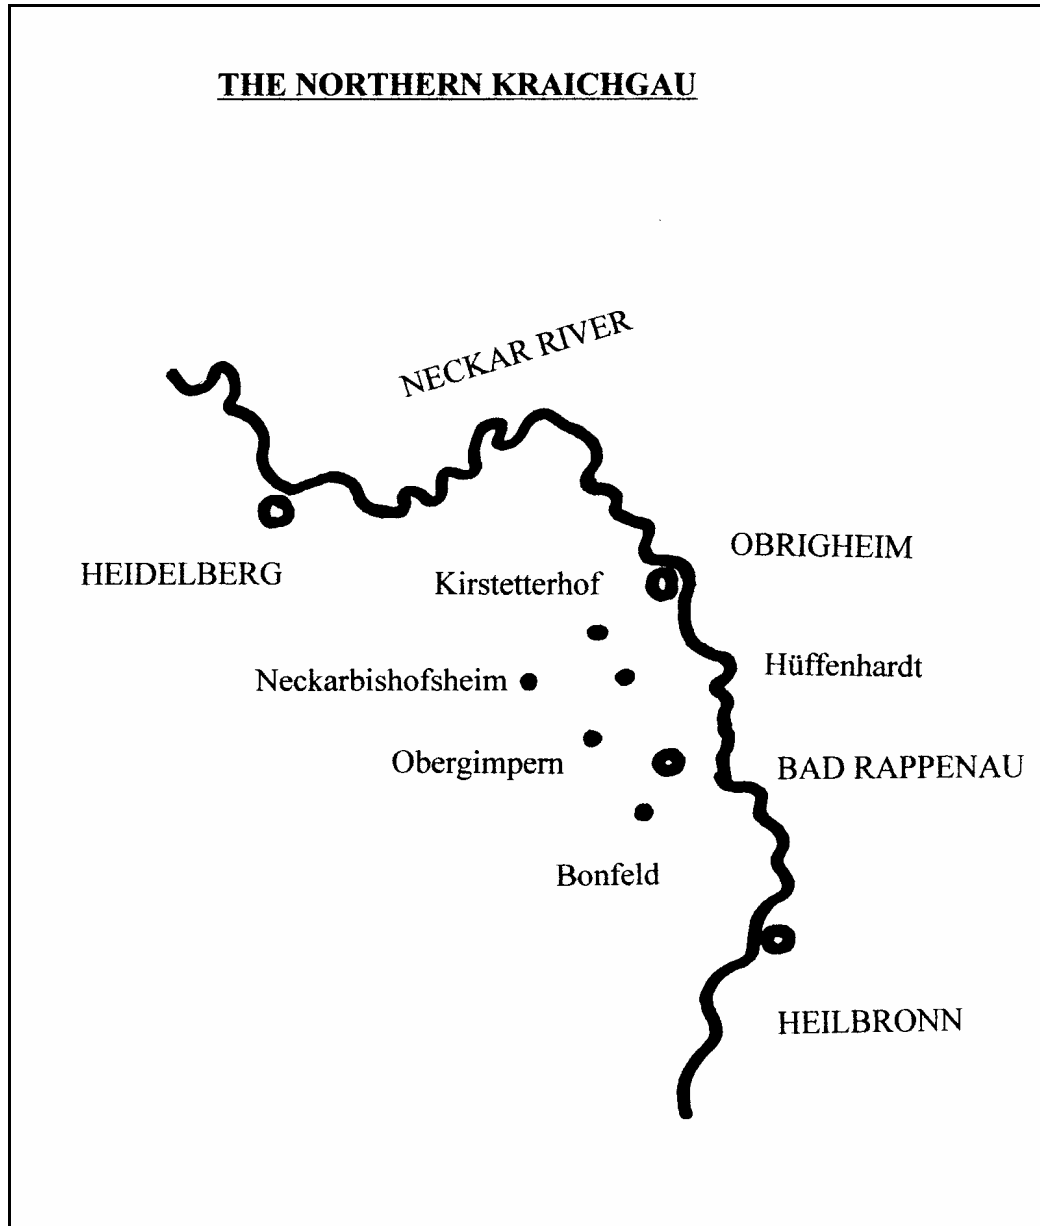 THE NORTHERN KRAICHGAU
NECKAR RIVER
OBRIGHEIM
HEIDELBERG
Kirstetterhof
Hüffenhardt
Neckarbishofsheim
Obergimpern
BAD RAPPENAU
Bonfeld
HEILBRONN